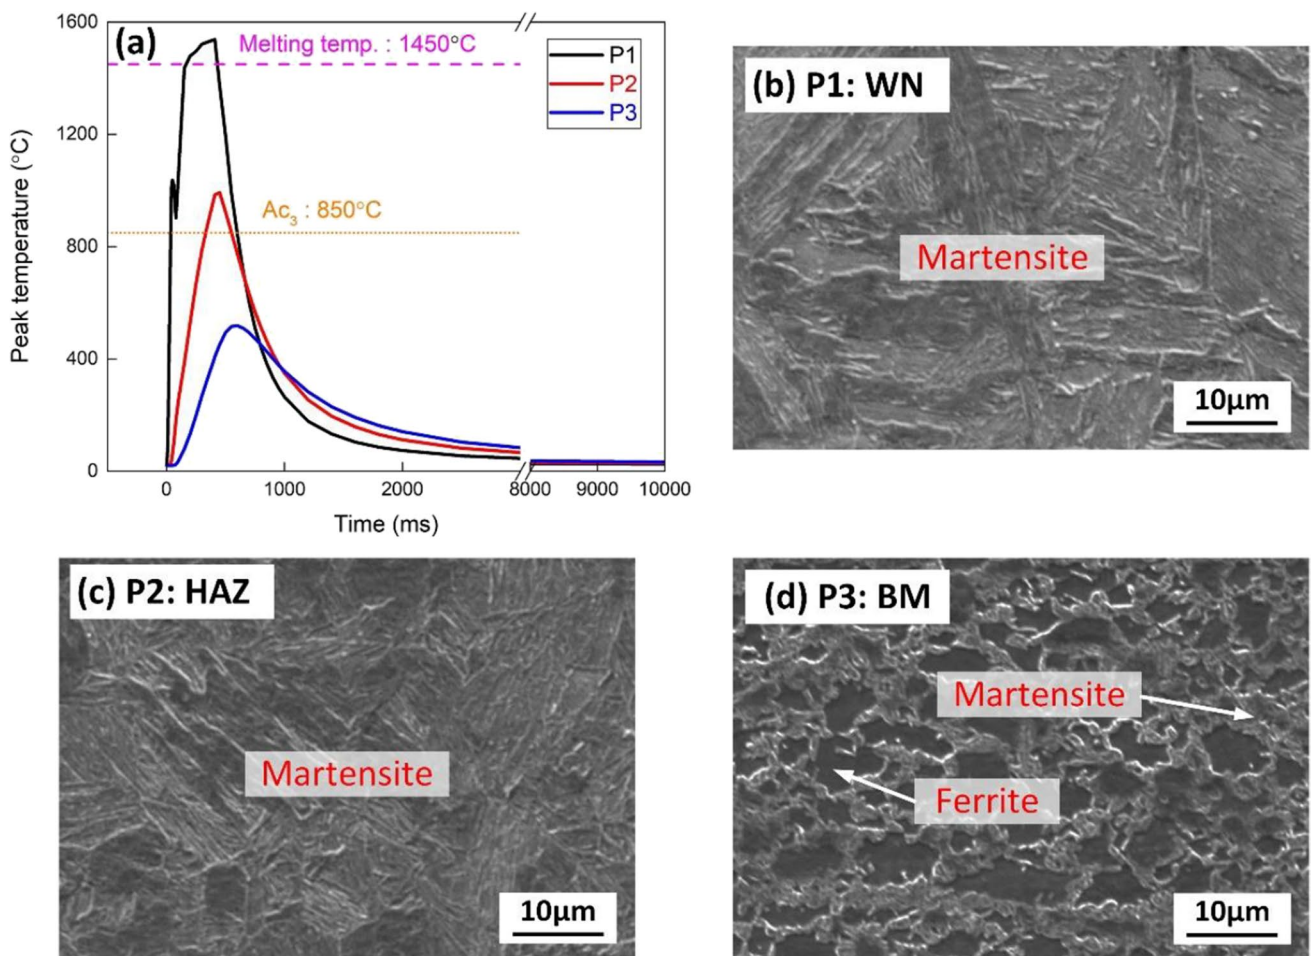 (a)
1600
1200
800
400
0
Peak temperature (°C)
Melting temp. : 1450°C
Ac₃ : 850°C
P1
P2
P3
0 1000 2000 8000 9000 10000
Time (ms)
(b) P1: WN
Martensite
10μm
(c) P2: HAZ
Martensite
10μm
(d) P3: BM
Martensite
Ferrite
10μm